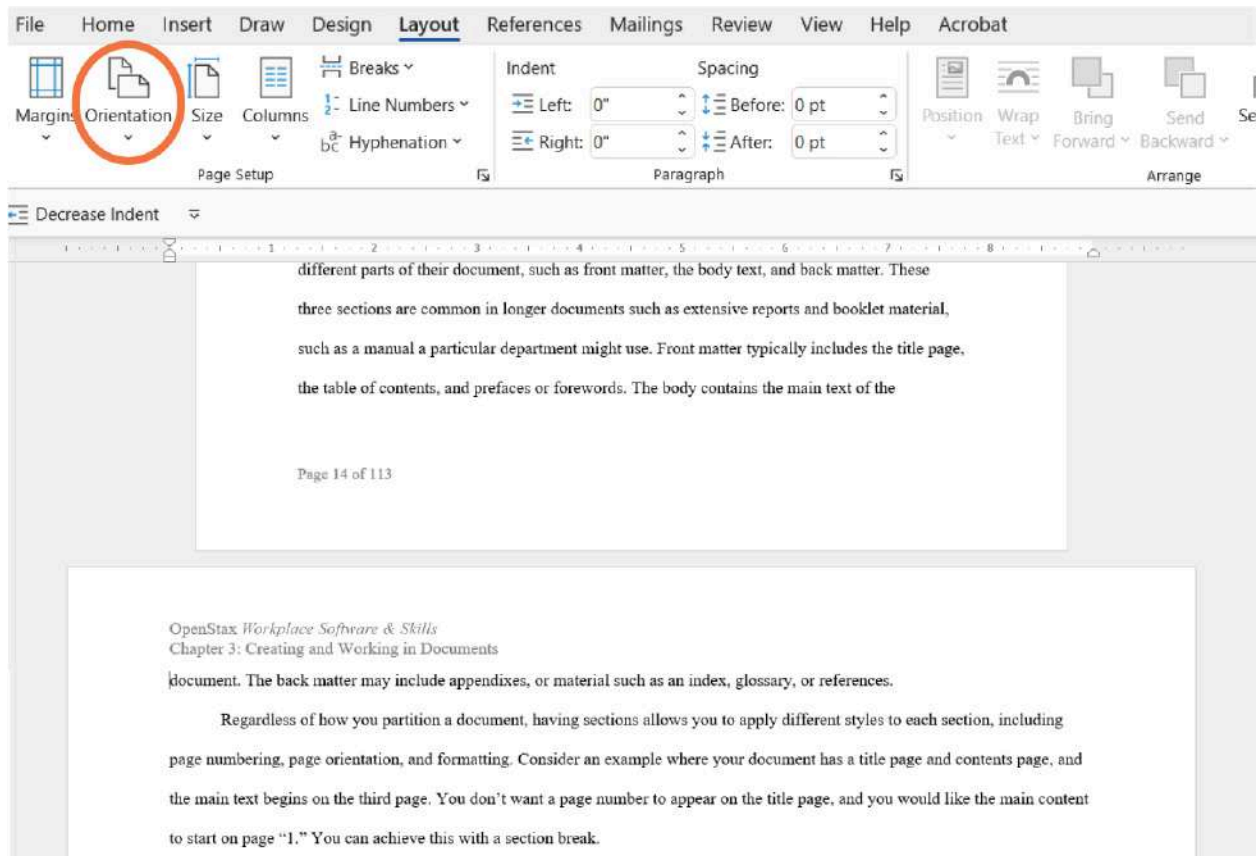 File Home Insert Draw Design Layout References Mailings Review View Help Acrobat
Margins Orientation Size Columns
Breaks
Line Numbers
Hyphenation
Page Setup
Indent Spacing
Left: 0" Before: 0 pt
Right: 0" After: 0 pt
Paragraph
Position Wrap Text Bring Forward Send Backward Se
Arrange
Decrease Indent
1 2 3 4 5 6 7 8
different parts of their document, such as front matter, the body text, and back matter. These
three sections are common in longer documents such as extensive reports and booklet material,
such as a manual a particular department might use. Front matter typically includes the title page,
the table of contents, and prefaces or forewords. The body contains the main text of the
Page 14 of 113
OpenStax Workplace Software & Skills
Chapter 3: Creating and Working in Documents
document. The back matter may include appendixes, or material such as an index, glossary, or references.
Regardless of how you partition a document, having sections allows you to apply different styles to each section, including
page numbering, page orientation, and formatting. Consider an example where your document has a title page and contents page, and
the main text begins on the third page. You don't want a page number to appear on the title page, and you would like the main content
to start on page “1.” You can achieve this with a section break.